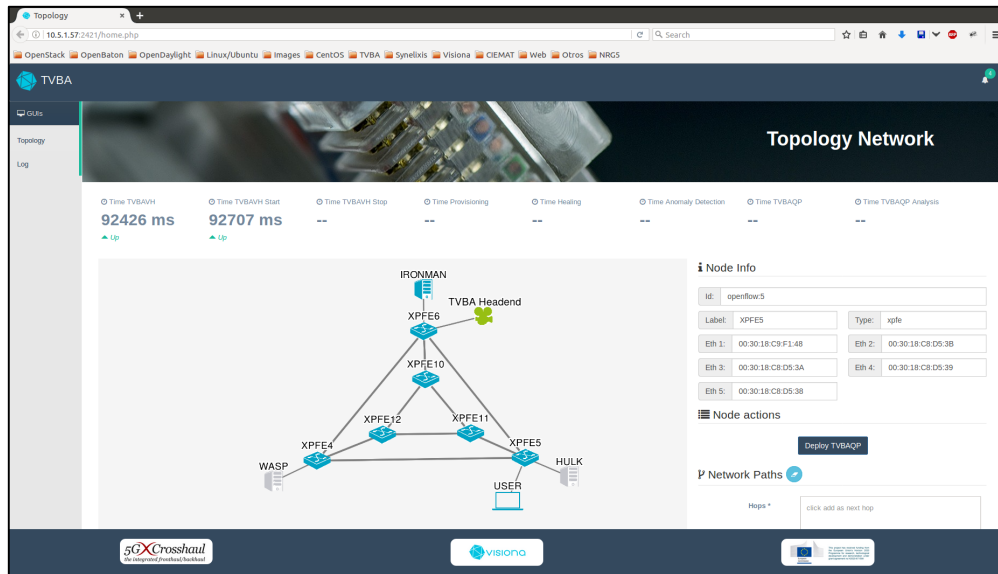 Topology × +
10.5.1.57:2421/home.php Search
OpenStack OpenBaton OpenDaylight Linux/Ubuntu Images CentOS TVBA Synelixis Visiona CIEMAT Web Otros NRG5
TVBA 4
GUIs
Topology
Log
Topology Network
Time TVBAVH Time TVBAVH Start Time TVBAVH Stop Time Provisioning Time Healing Time Anomaly Detection Time TVBAQP Time TVBAQP Analysis
92426 ms 92707 ms -- -- -- -- -- --
Up Up
IRONMAN
TVBA Headend
XPFE6
XPFE10
XPFE12 XPFE11
XPFE4 XPFE5
WASP HULK
USER
i Node Info
Id: openflow:5
Label: XPFE5 Type: xpfe
Eth 1: 00:30:18:C9:F1:48 Eth 2: 00:30:18:C8:D5:3B
Eth 3: 00:30:18:C8:D5:3A Eth 4: 00:30:18:C8:D5:39
Eth 5: 00:30:18:C8:D5:38
Node actions
Deploy TVBAQP
Network Paths
Hops * click add as next hop
5GXCrosshaul
the integrated fronthaul/backhaul
visiona